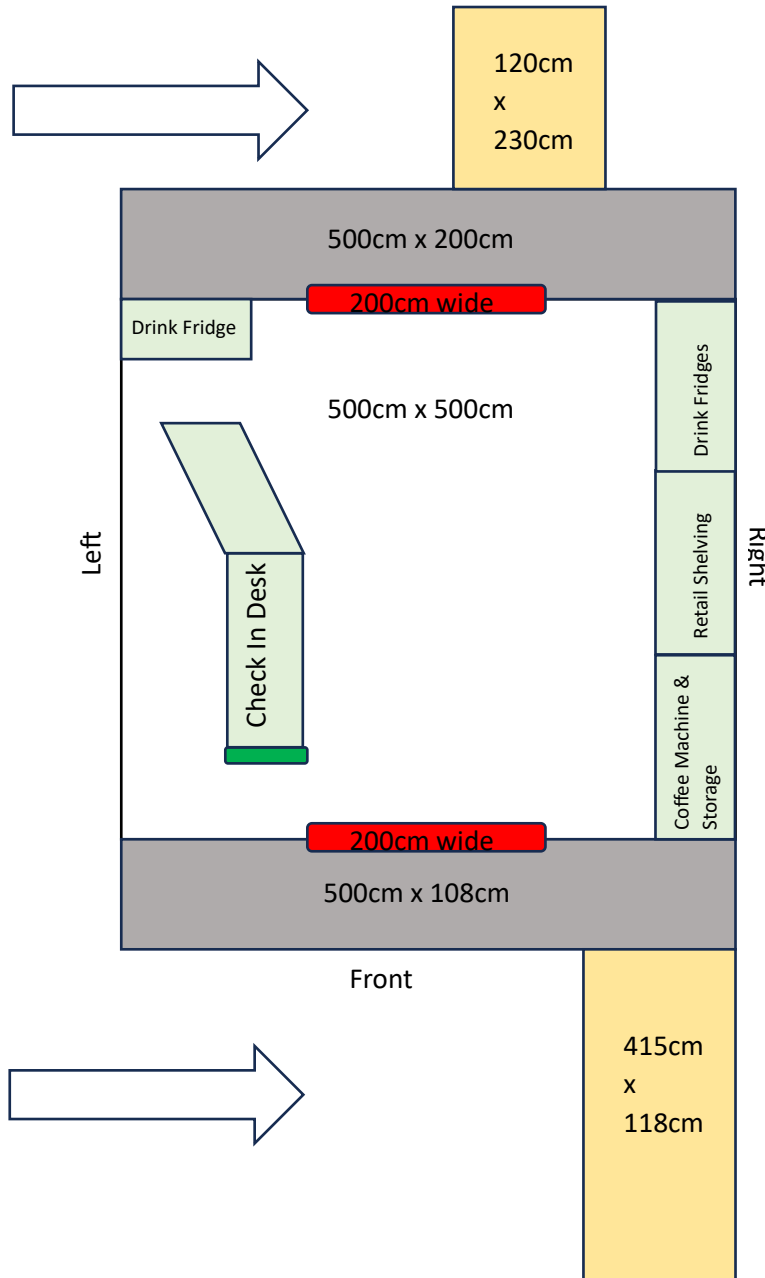 120cm
x
230cm
500cm x 200cm
200cm wide
Drink Fridge
500cm x 500cm
Drink Fridges
Left
Right
Retail Shelving
Check In Desk
Coffee Machine &
Storage
200cm wide
500cm x 108cm
Front
415cm
x
118cm